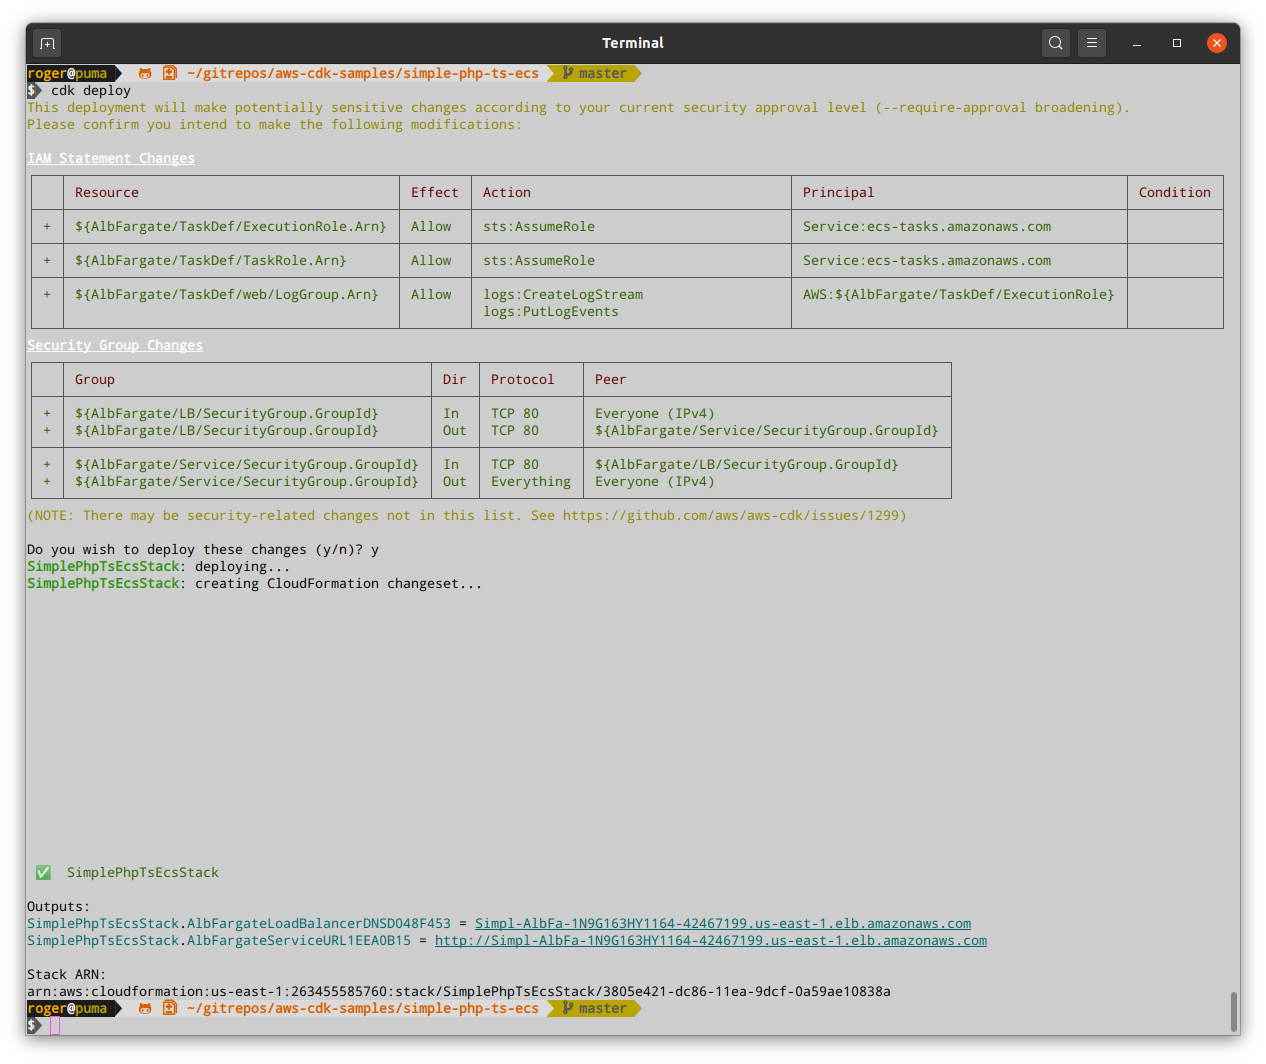 Terminal
roger@puma ~/gitrepos/aws-cdk-samples/simple-php-ts-ecs master
$ cdk deploy
This deployment will make potentially sensitive changes according to your current security approval level (--require-approval broadening).
Please confirm you intend to make the following modifications:
IAM Statement Changes
Resource Effect Action Principal Condition
+ ${AlbFargate/TaskDef/ExecutionRole.Arn} Allow sts:AssumeRole Service:ecs-tasks.amazonaws.com
+ ${AlbFargate/TaskDef/TaskRole.Arn} Allow sts:AssumeRole Service:ecs-tasks.amazonaws.com
+ ${AlbFargate/TaskDef/web/LogGroup.Arn} Allow logs:CreateLogStream AWS:${AlbFargate/TaskDef/ExecutionRole}
logs:PutLogEvents
Security Group Changes
Group Dir Protocol Peer
+ ${AlbFargate/LB/SecurityGroup.GroupId} In TCP 80 Everyone (IPv4)
+ ${AlbFargate/LB/SecurityGroup.GroupId} Out TCP 80 ${AlbFargate/Service/SecurityGroup.GroupId}
+ ${AlbFargate/Service/SecurityGroup.GroupId} In TCP 80 ${AlbFargate/LB/SecurityGroup.GroupId}
+ ${AlbFargate/Service/SecurityGroup.GroupId} Out Everything Everyone (IPv4)
(NOTE: There may be security-related changes not in this list. See https://github.com/aws/aws-cdk/issues/1299)
Do you wish to deploy these changes (y/n)? y
SimplePhpTsEcsStack: deploying...
SimplePhpTsEcsStack: creating CloudFormation changeset...
✅ SimplePhpTsEcsStack
Outputs:
SimplePhpTsEcsStack.AlbFargateLoadBalancerDNSD048F453 = Simpl-AlbFa-1N9G163HY1164-42467199.us-east-1.elb.amazonaws.com
SimplePhpTsEcsStack.AlbFargateServiceURL1EEA0B15 = http://Simpl-AlbFa-1N9G163HY1164-42467199.us-east-1.elb.amazonaws.com
Stack ARN:
arn:aws:cloudformation:us-east-1:263455585760:stack/SimplePhpTsEcsStack/3805e421-dc86-11ea-9dcf-0a59ae10838a
roger@puma ~/gitrepos/aws-cdk-samples/simple-php-ts-ecs master
$